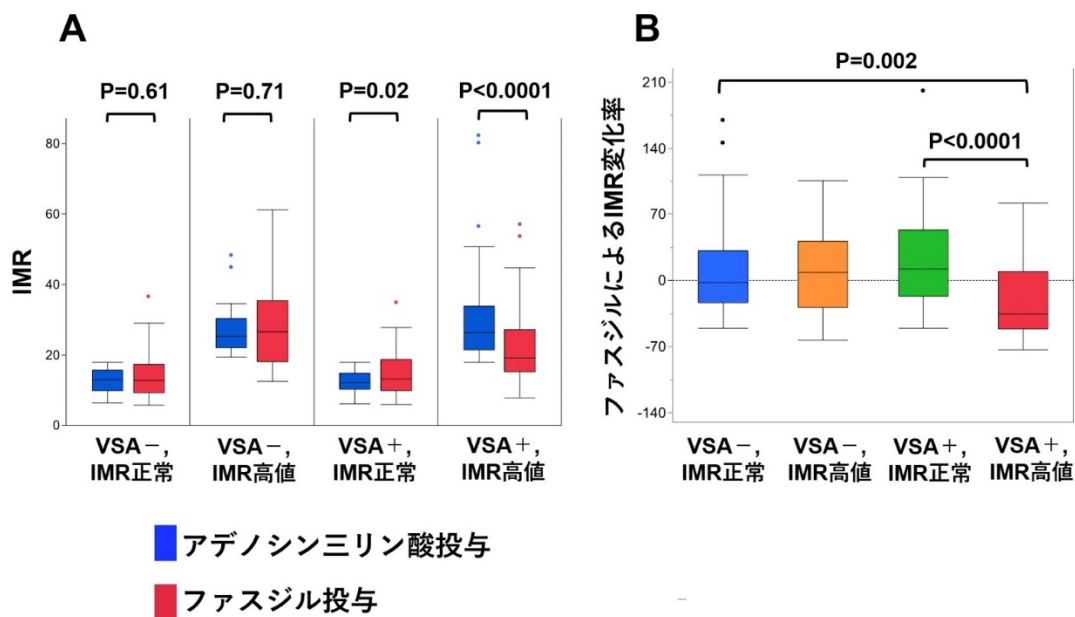 A
P=0.61
P=0.71
P=0.02
P<0.0001
IMR
80
60
40
20
0
VSA－,
IMR正常
VSA－,
IMR高値
VSA＋,
IMR正常
VSA＋,
IMR高値
アデノシン三リン酸投与
ファスジル投与
B
P=0.002
P<0.0001
ファスジルによるIMR変化率
210
140
70
0
-70
-140
VSA－,
IMR正常
VSA－,
IMR高値
VSA＋,
IMR正常
VSA＋,
IMR高値